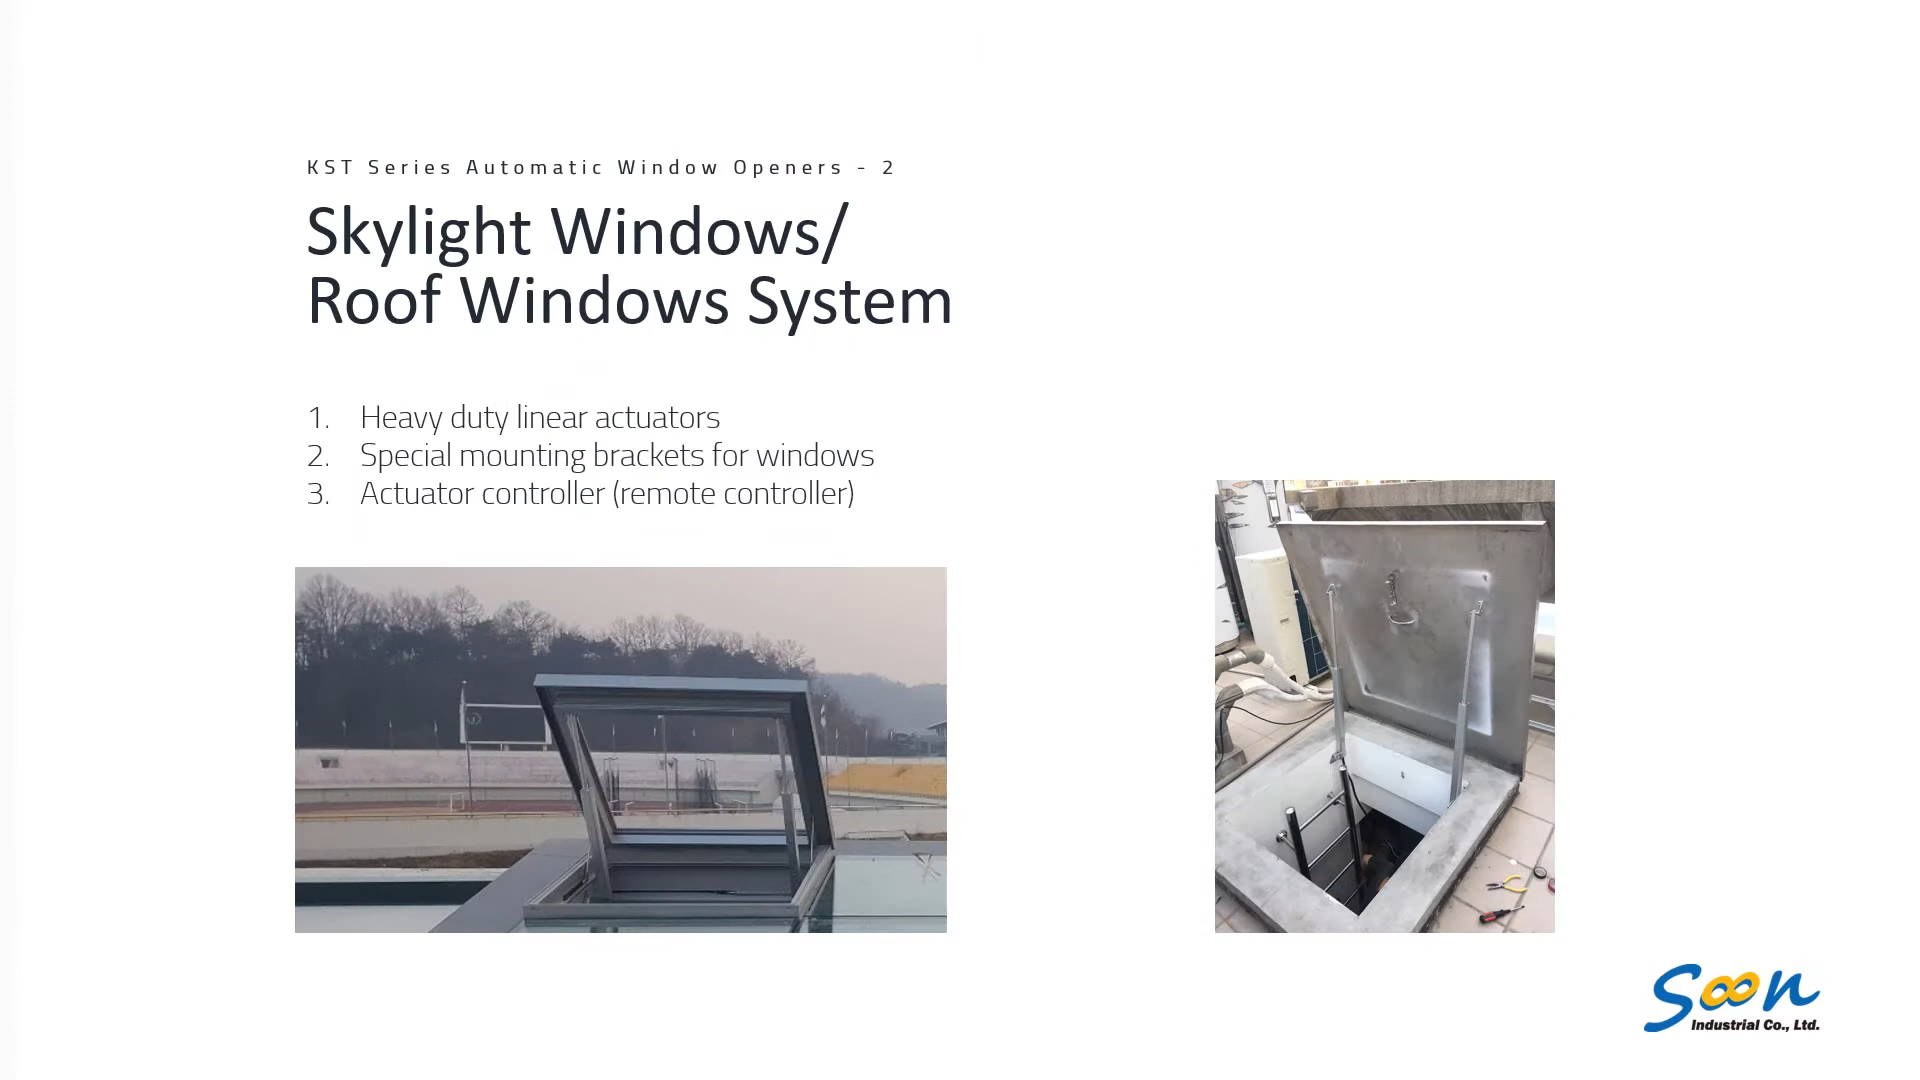 KST Series Automatic Window Openers - 2
Skylight Windows/
Roof Windows System
1. Heavy duty linear actuators
2. Special mounting brackets for windows
3. Actuator controller (remote controller)
Soon
Industrial Co., Ltd.